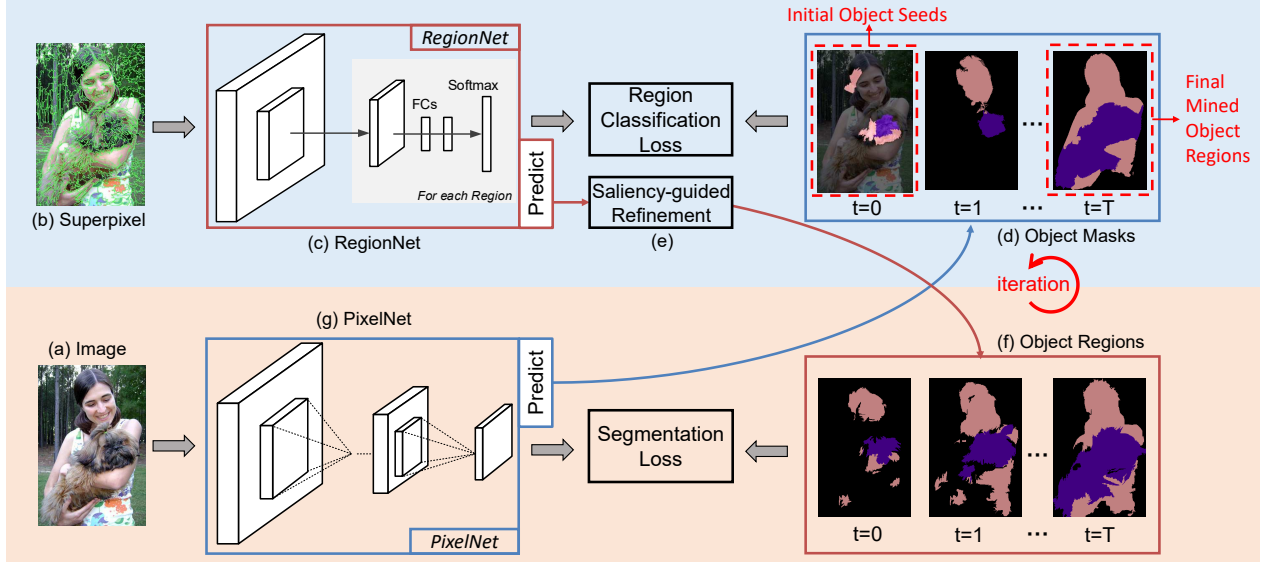 Initial Object Seeds
RegionNet
Softmax
FCs
For each Region
Predict
(b) Superpixel
(c) RegionNet
Region
Classification
Loss
Saliency-guided
Refinement
(e)
...
t=0
t=1
...
t=T
(d) Object Masks
Final
Mined
Object
Regions
iteration
(g) PixelNet
(a) Image
Predict
PixelNet
Segmentation
Loss
(f) Object Regions
...
t=0
t=1
...
t=T